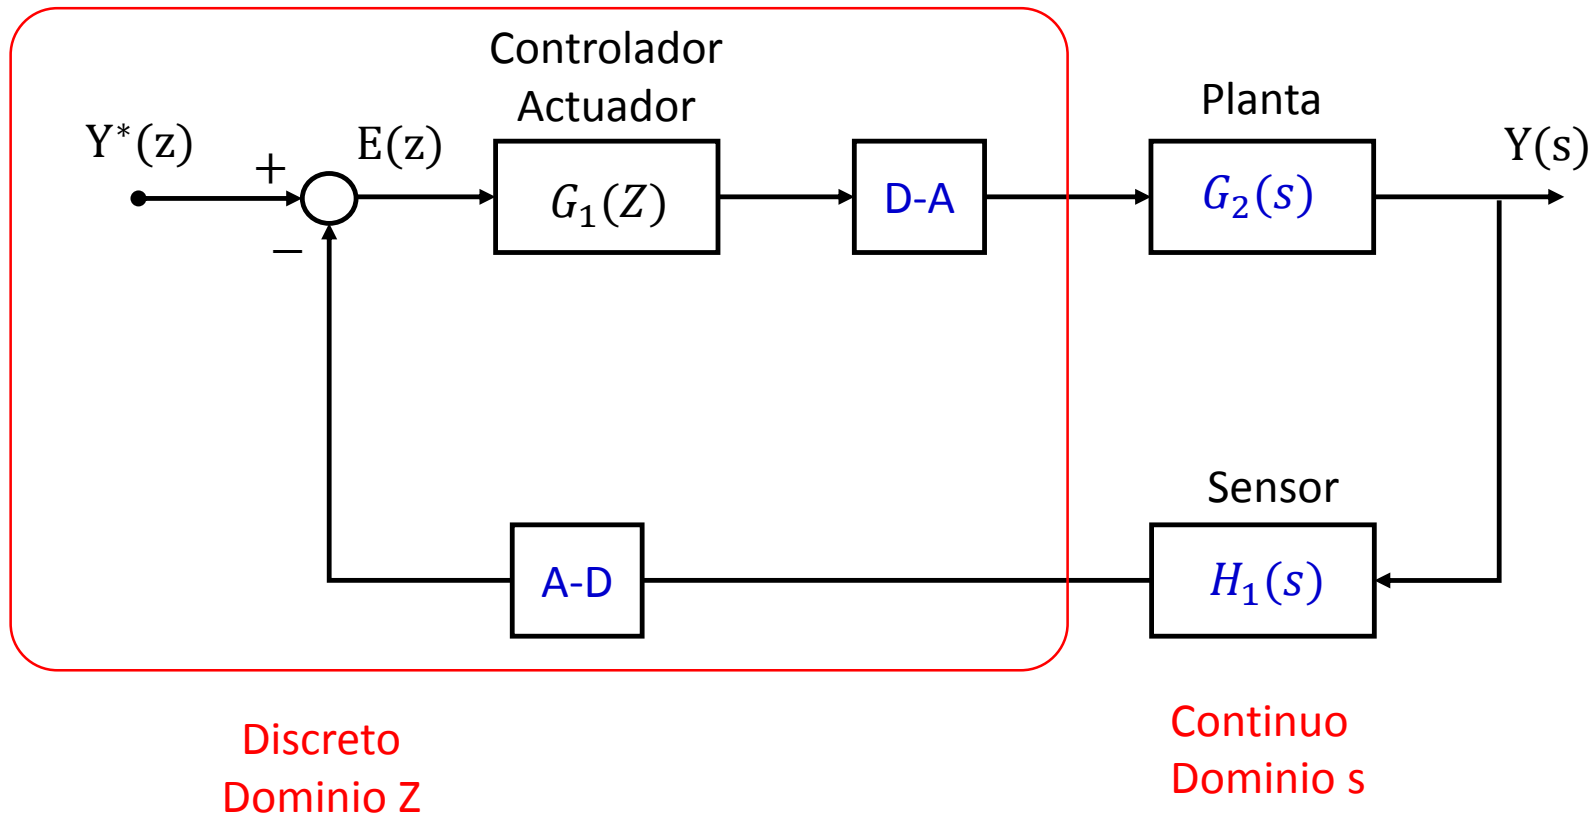 Controlador
Actuador
Planta
Y*(z)
+
E(z)
G₁(Z)
D-A
G₂(s)
Y(s)
−
Sensor
A-D
H₁(s)
Discreto
Dominio Z
Continuo
Dominio s